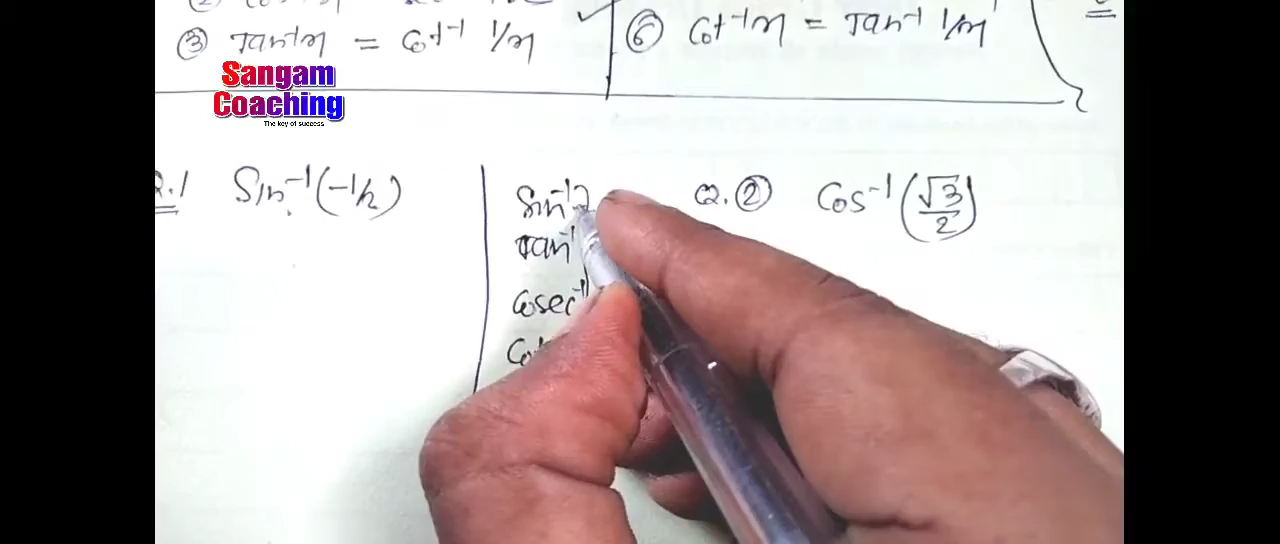 ③ Tan⁻¹x = Cot⁻¹ 1/x
⑥ Cot⁻¹x = Tan⁻¹ 1/x
Sangam
Coaching
The key of success
Q.1 Sin⁻¹(-1/2)
Sin⁻¹
Tan⁻¹
Cosec⁻¹
Q.② Cos⁻¹(√3/2)